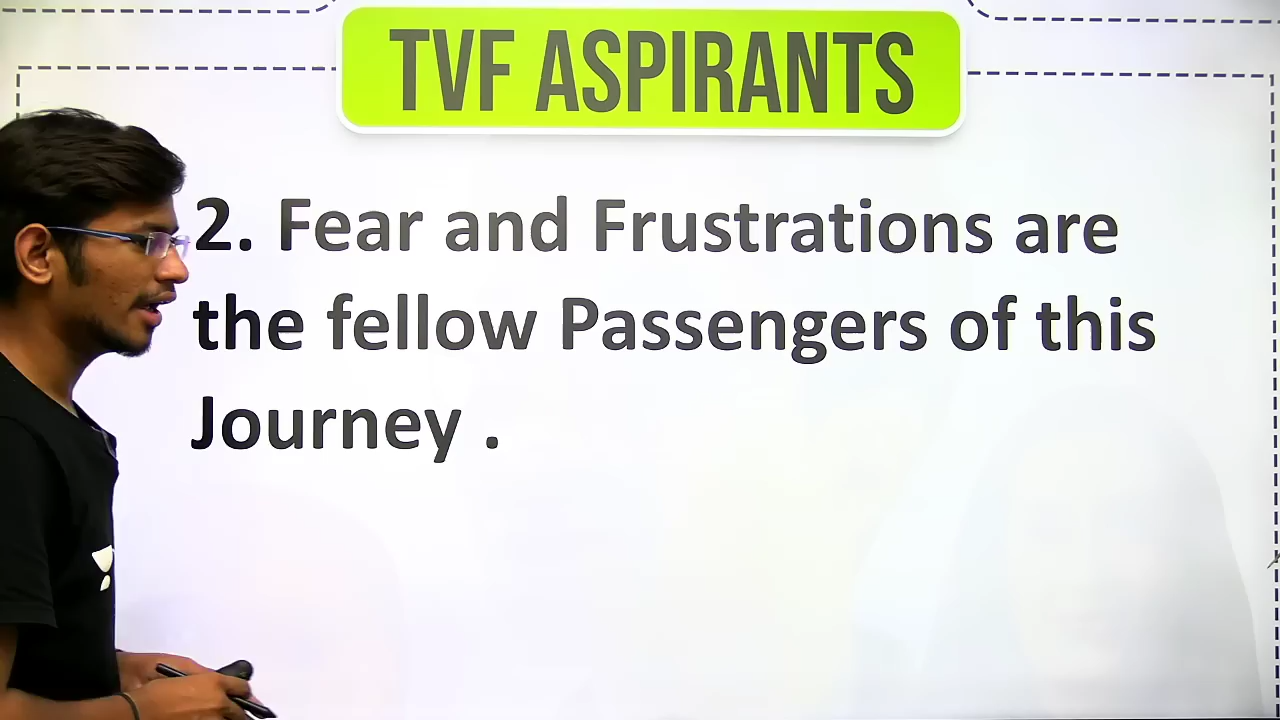 TVF ASPIRANTS
2. Fear and Frustrations are
the fellow Passengers of this
Journey .